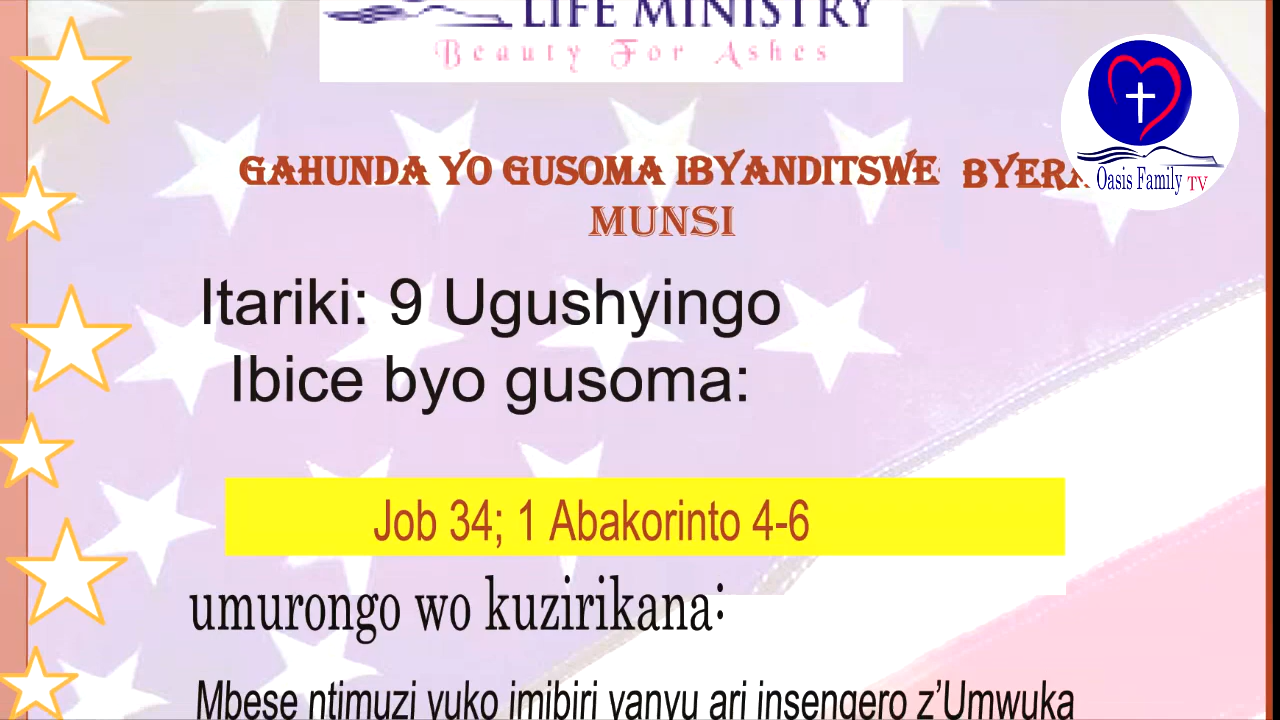 LIFE MINISTRY
Beauty For Ashes
GAHUNDA YO GUSOMA IBYANDITSWE BYERA
MUNSI
Oasis Family TV
Itariki: 9 Ugushyingo
Ibice byo gusoma:
Job 34; 1 Abakorinto 4-6
umurongo wo kuzirikana:
Mbese ntimuzi yuko imibiri yanyu ari insengero z’Umwuka